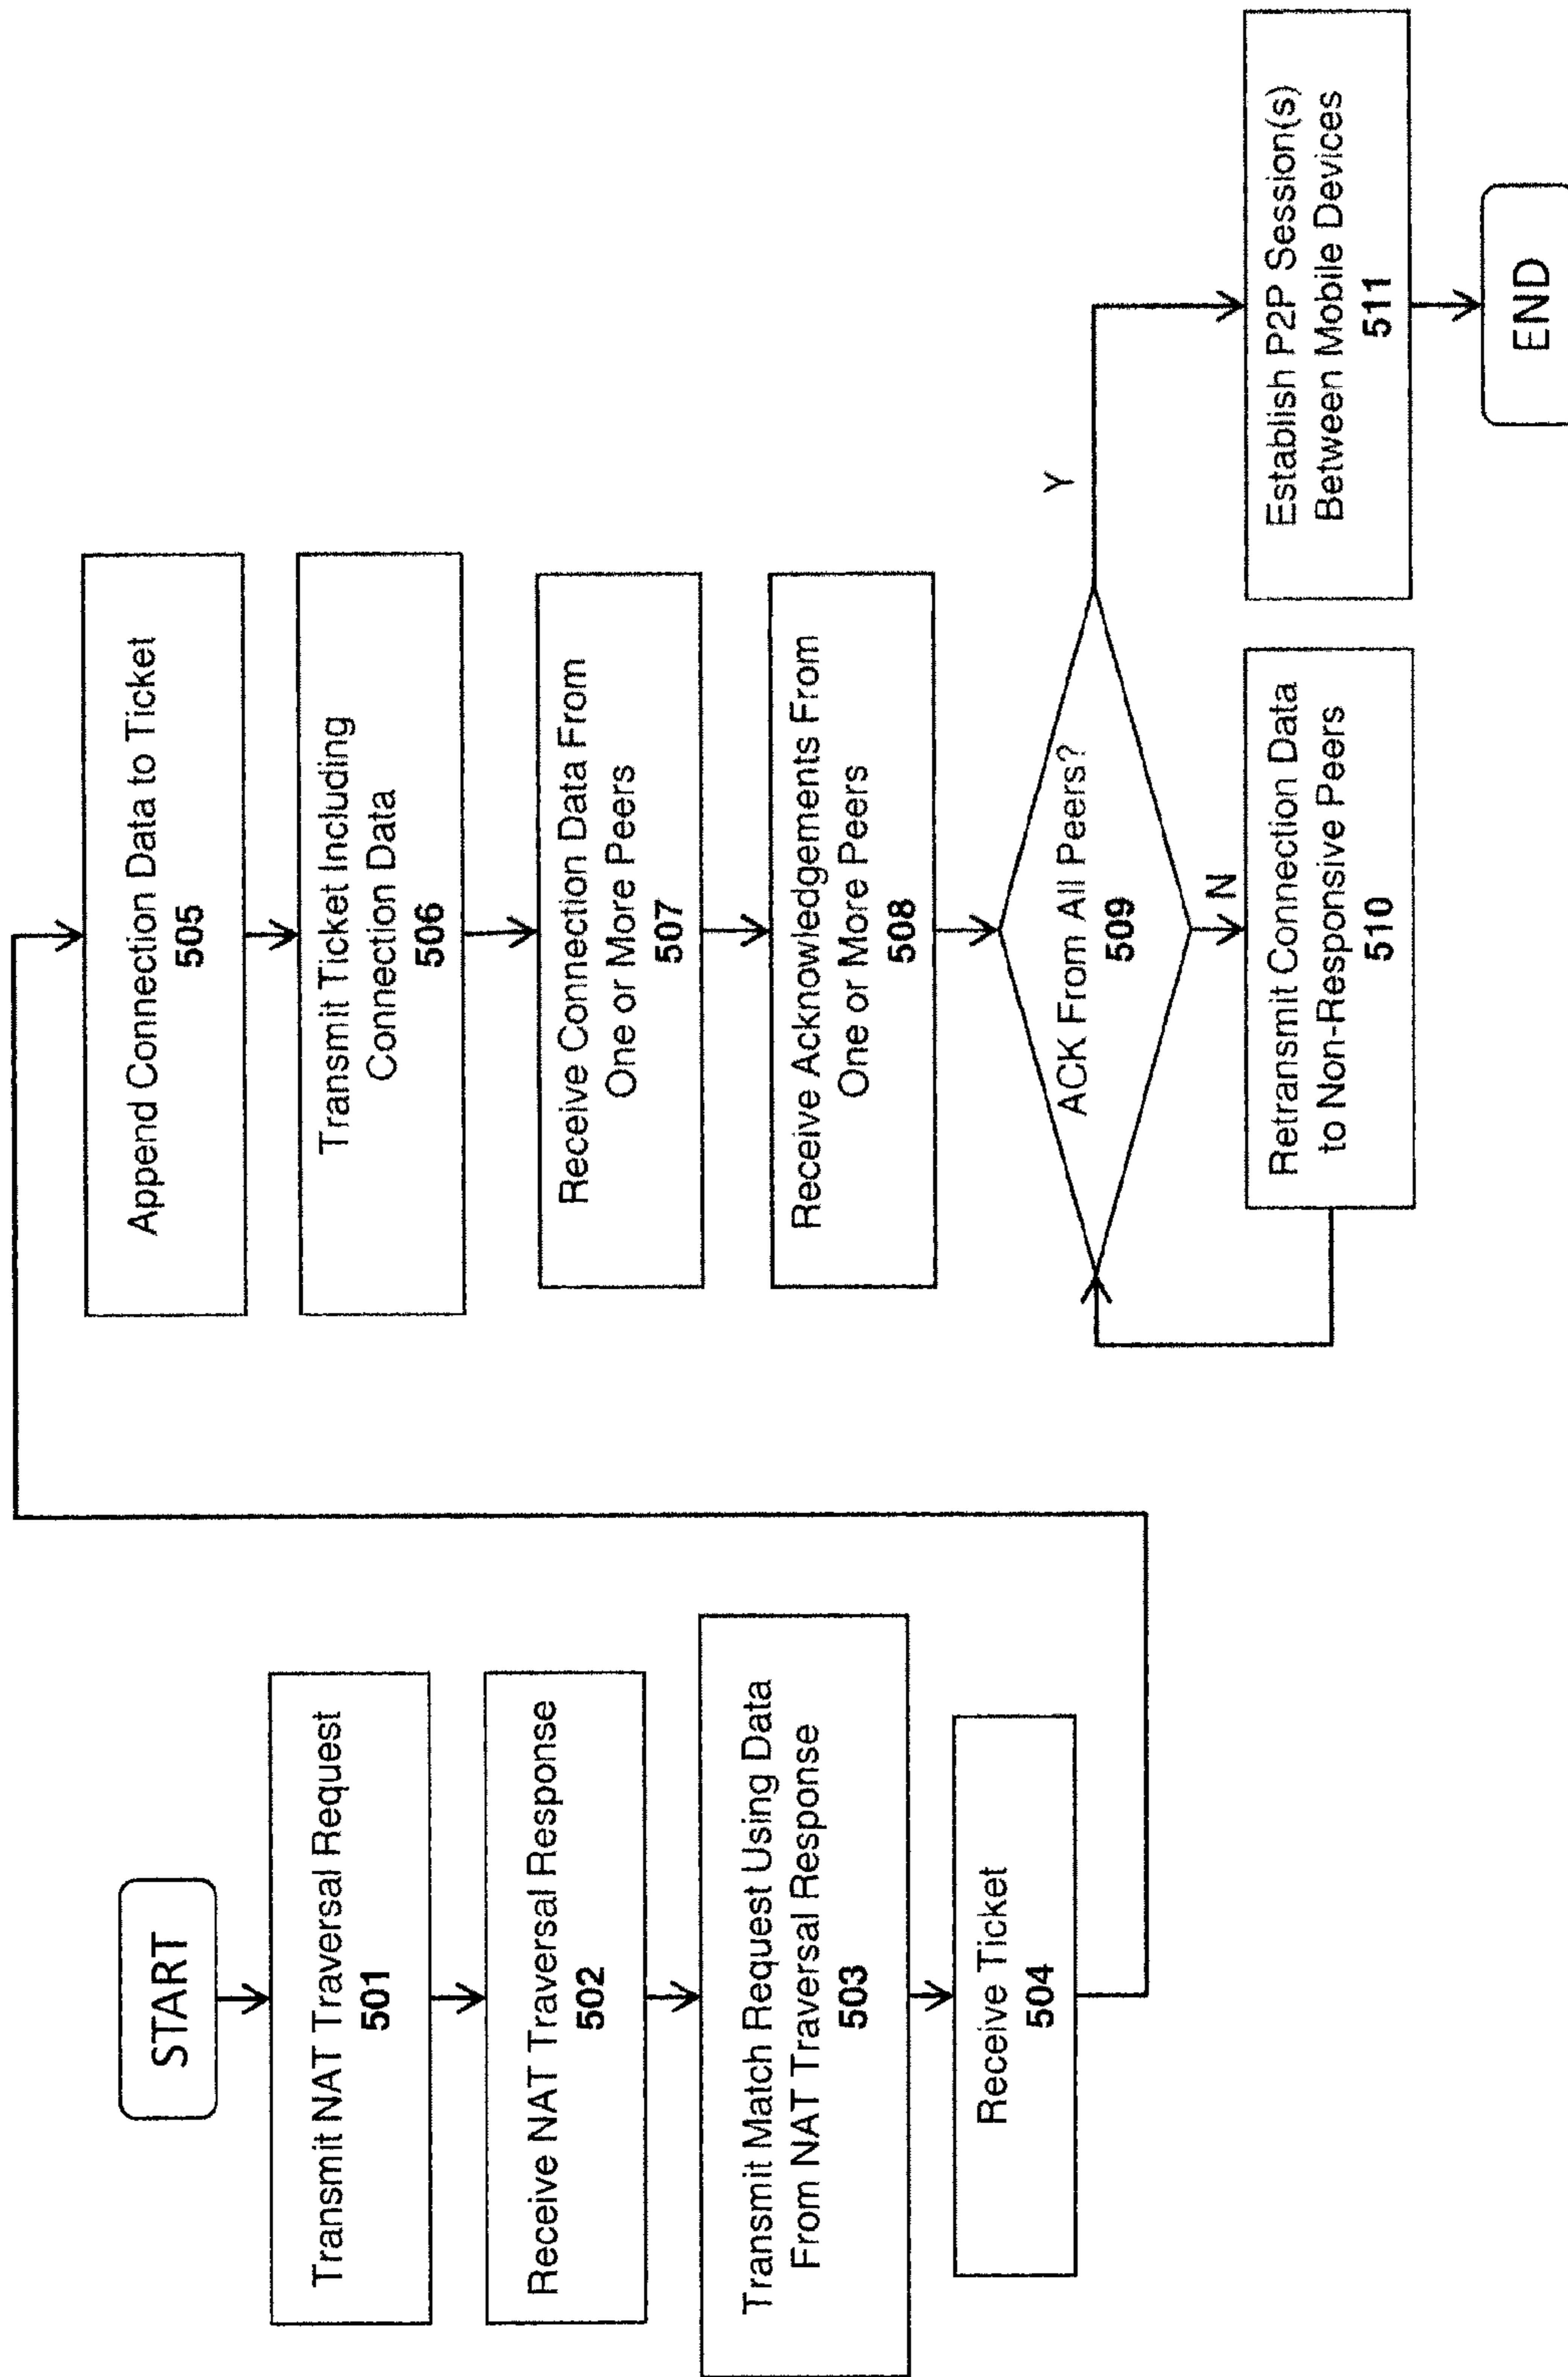 START
Transmit NAT Traversal Request
501
Receive NAT Traversal Response
502
Transmit Match Request Using Data
From NAT Traversal Response
503
Receive Ticket
504
Append Connection Data to Ticket
505
Transmit Ticket Including
Connection Data
506
Receive Connection Data From
One or More Peers
507
Receive Acknowledgements From
One or More Peers
508
ACK From All Peers?
509
Y
N
Retransmit Connection Data
to Non-Responsive Peers
510
Establish P2P Session(s)
Between Mobile Devices
511
END